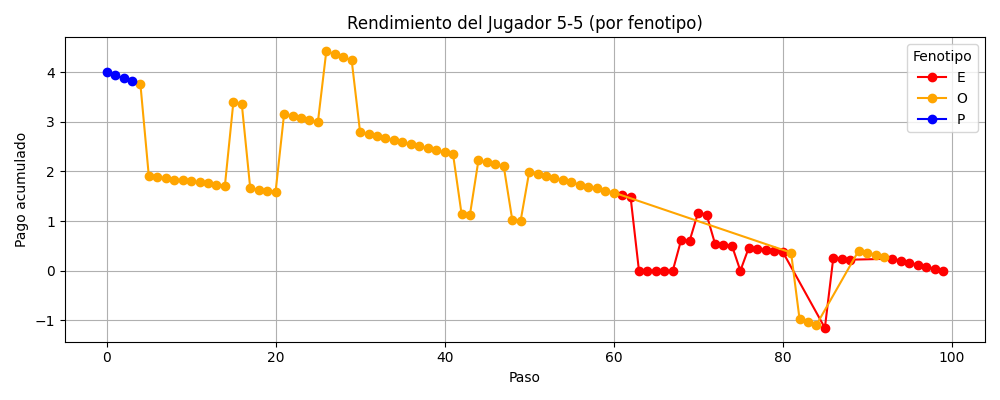 Rendimiento del Jugador 5-5 (por fenotipo)
Pago acumulado
4
3
2
1
0
−1
Fenotipo
E
O
P
0 20 40 60 80 100
Paso